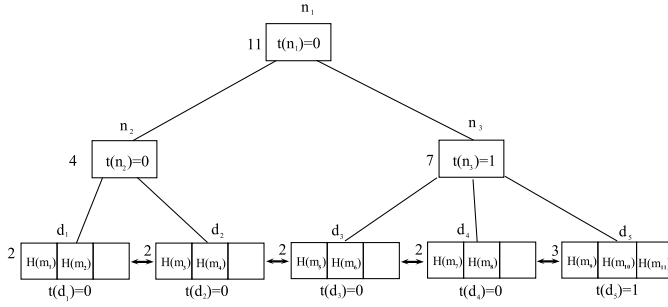 n₁
11 t(n₁)=0
n₂ n₃
4 t(n₂)=0 7 t(n₃)=1
d₁ d₂ d₃ d₄ d₅
2 H(m₁) H(m₂) 2 H(m₃) H(m₄) 2 H(m₅) H(m₆) 2 H(m₇) H(m₈) 3 H(m₉) H(m₁₀) H(m₁₁)
t(d₁)=0 t(d₂)=0 t(d₃)=0 t(d₄)=0 t(d₅)=1